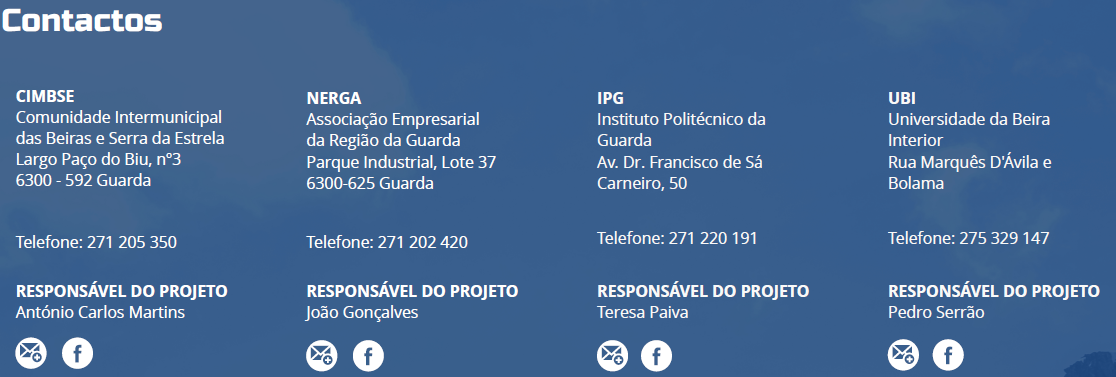 Contactos
CIMBSE
Comunidade Intermunicipal
das Beiras e Serra da Estrela
Largo Paço do Biu, nº3
6300 - 592 Guarda
Telefone: 271 205 350
RESPONSÁVEL DO PROJETO
António Carlos Martins
NERGA
Associação Empresarial
da Região da Guarda
Parque Industrial, Lote 37
6300-625 Guarda
Telefone: 271 202 420
RESPONSÁVEL DO PROJETO
João Gonçalves
IPG
Instituto Politécnico da
Guarda
Av. Dr. Francisco de Sá
Carneiro, 50
Telefone: 271 220 191
RESPONSÁVEL DO PROJETO
Teresa Paiva
UBI
Universidade da Beira
Interior
Rua Marquês D'Ávila e
Bolama
Telefone: 275 329 147
RESPONSÁVEL DO PROJETO
Pedro Serrão